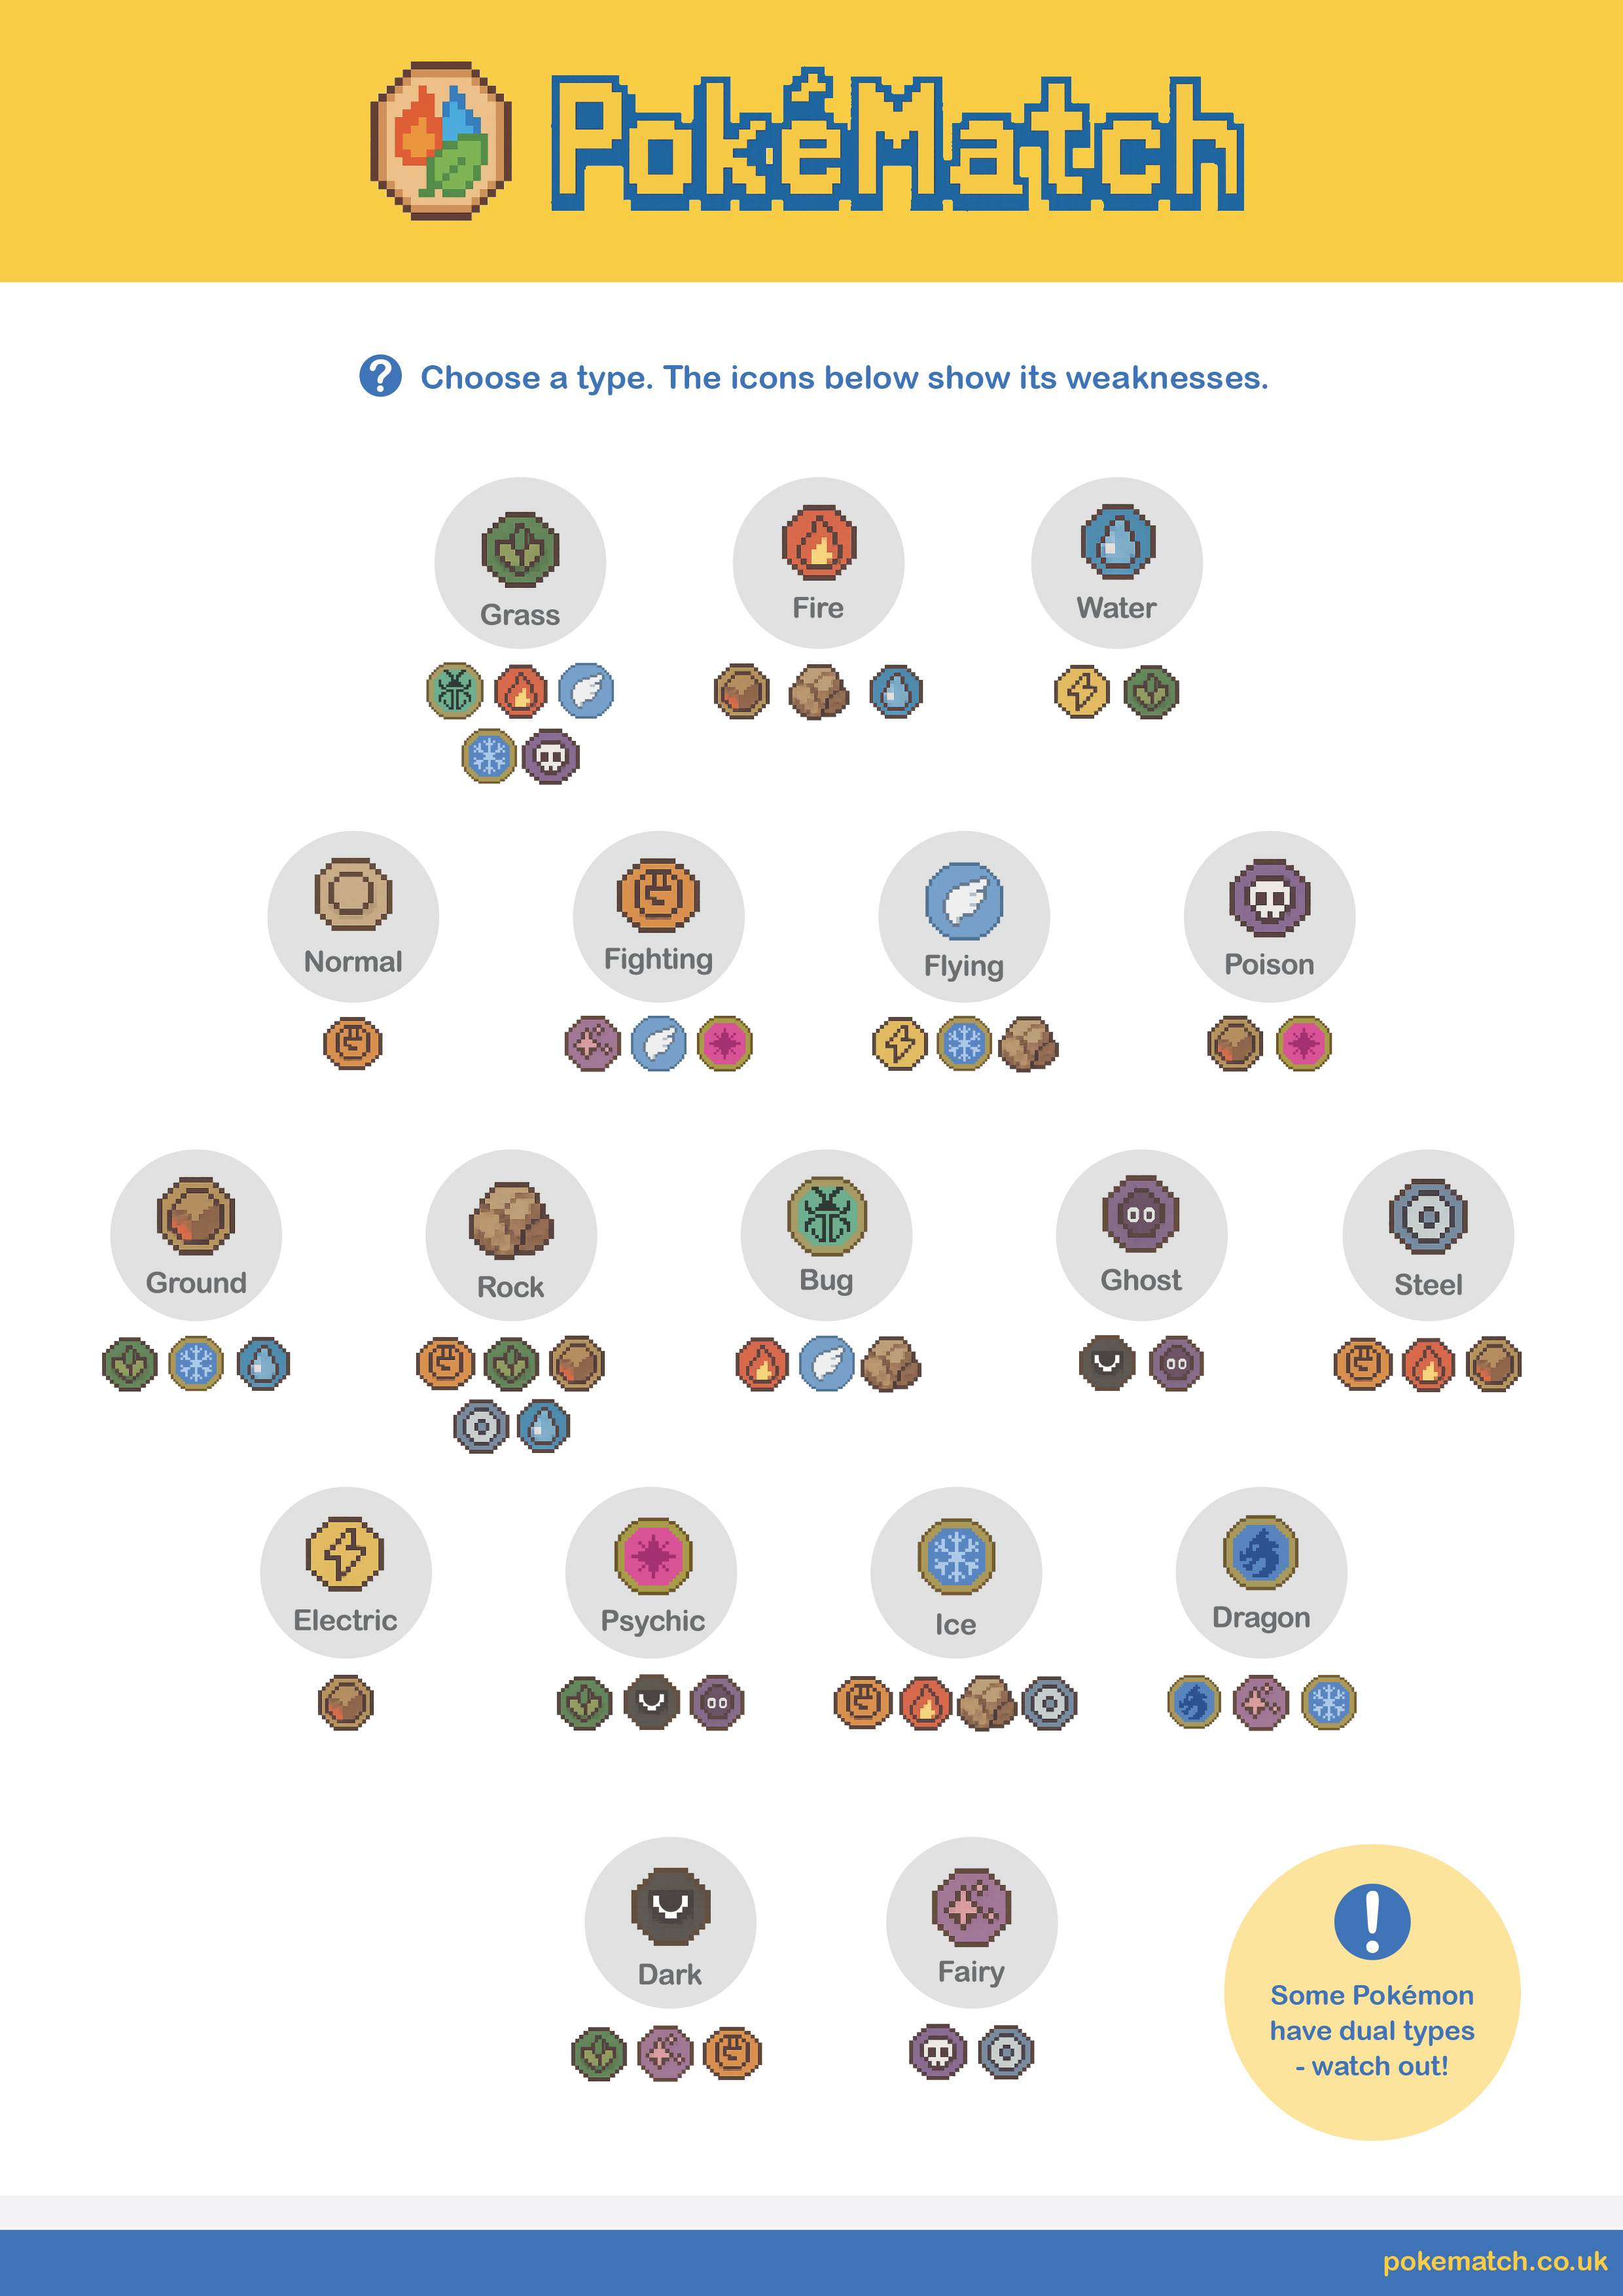 PokéMatch
? Choose a type. The icons below show its weaknesses.
Grass
Fire
Water
Normal
Fighting
Flying
Poison
Ground
Rock
Bug
Ghost
Steel
Electric
Psychic
Ice
Dragon
Dark
Fairy
!
Some Pokémon
have dual types
- watch out!
pokematch.co.uk